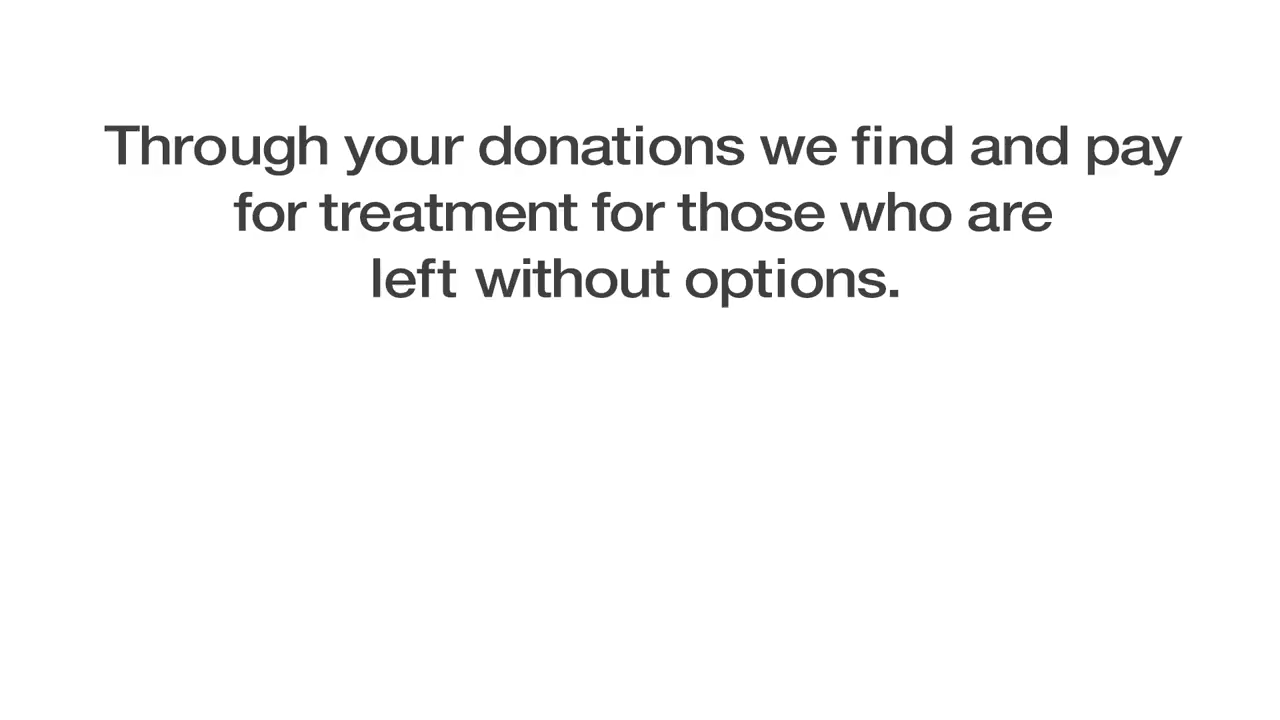 Through your donations we find and pay
for treatment for those who are
left without options.